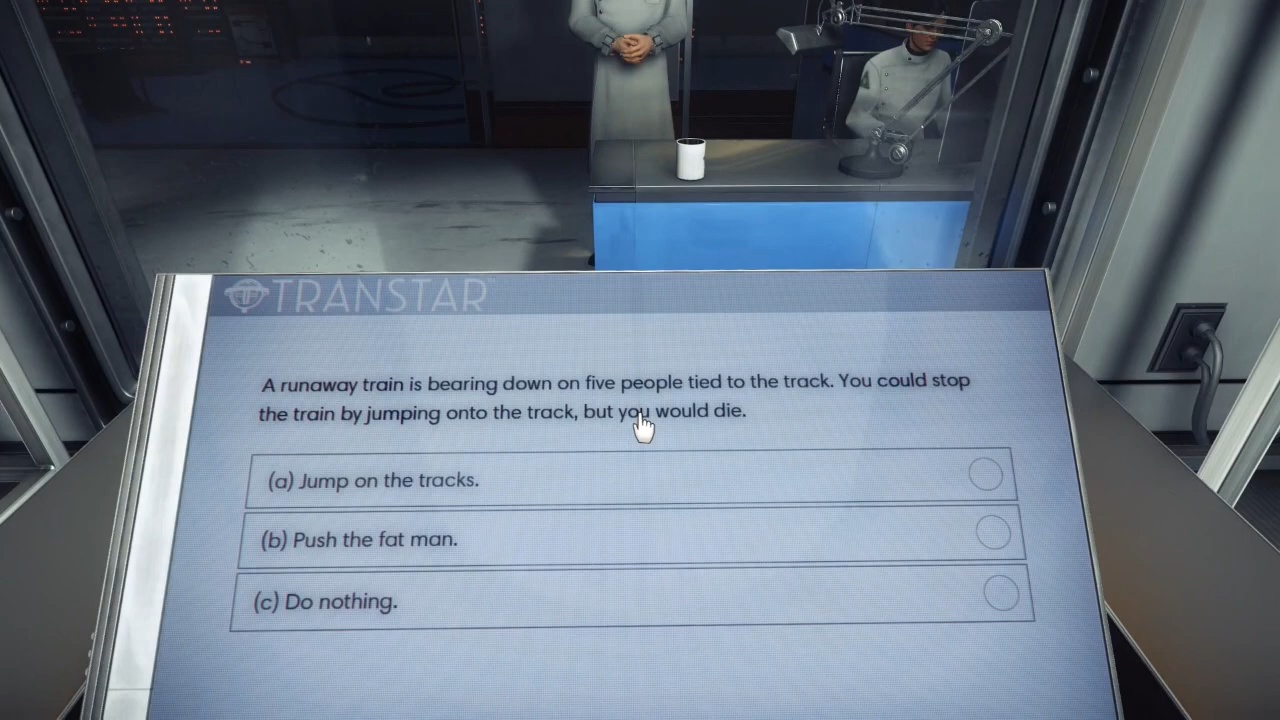 TRANSTAR
A runaway train is bearing down on five people tied to the track. You could stop
the train by jumping onto the track, but you would die.
(a) Jump on the tracks.
(b) Push the fat man.
(c) Do nothing.